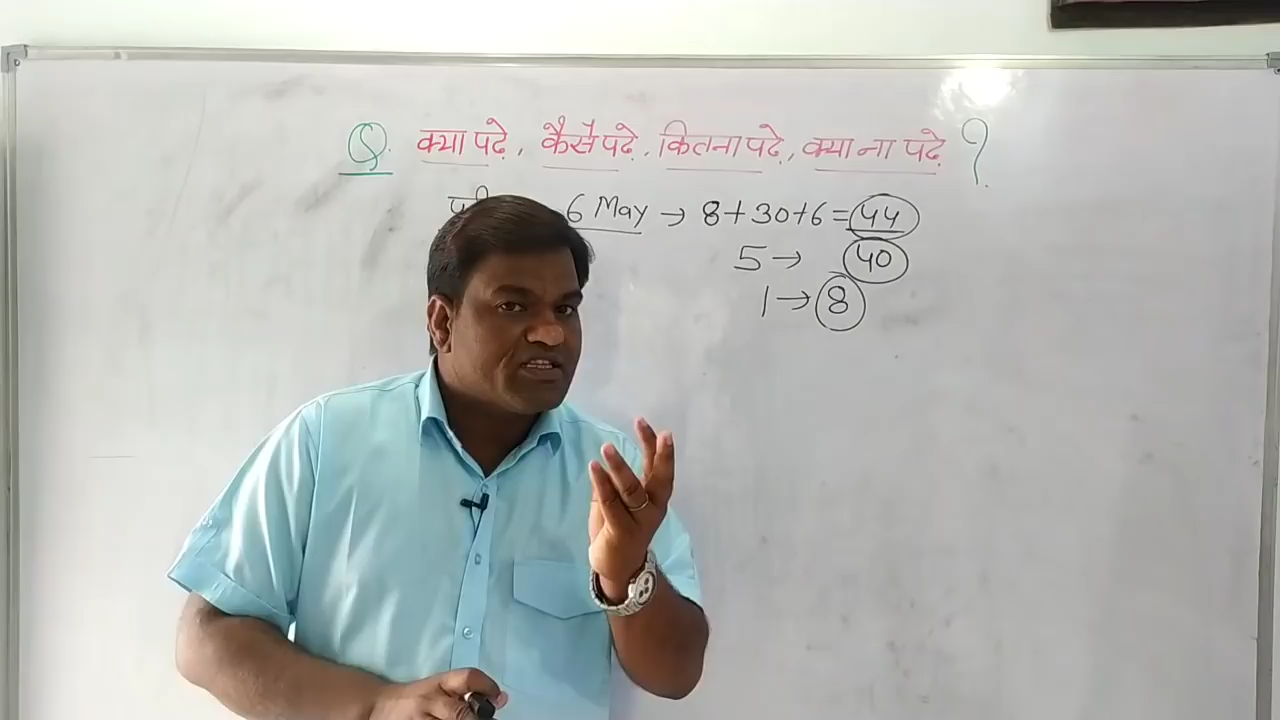 Q. क्या पढे़, कैसे पढे़, कितना पढे़, क्या ना पढे़ ?
6 May → 8+30+6=44
5 → 40
1 → 8